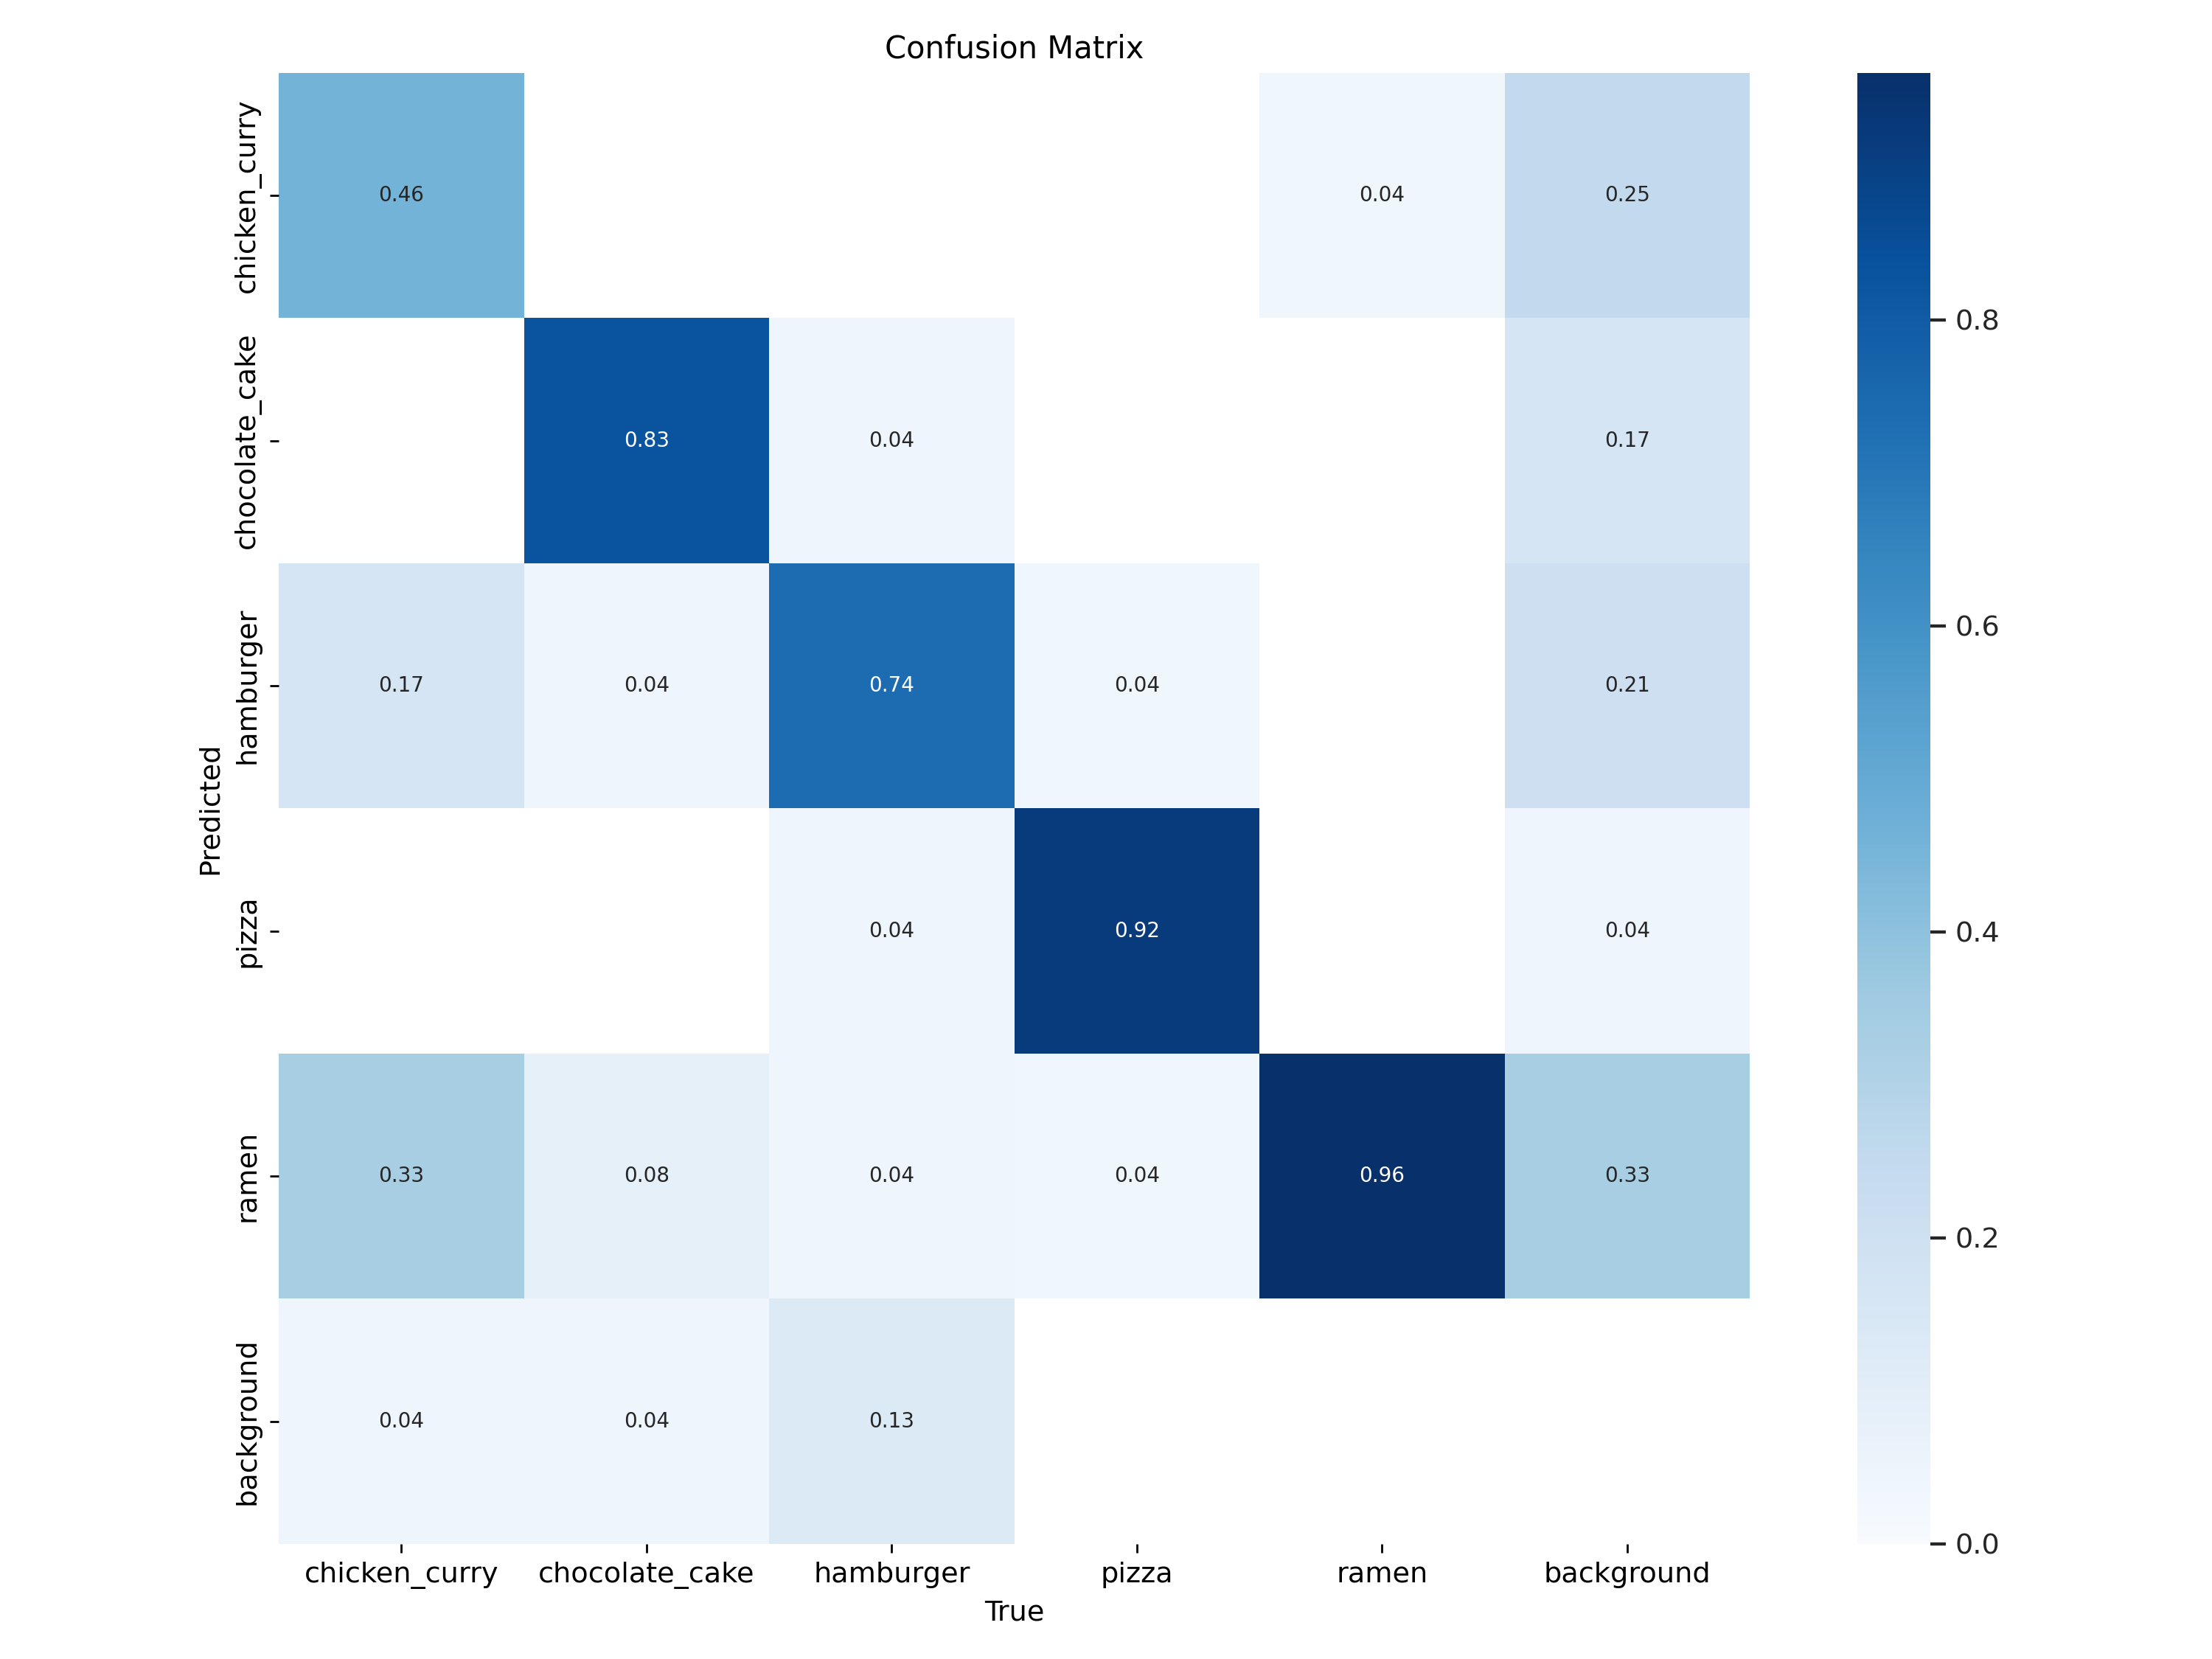 Confusion Matrix
chicken_curry
0.46
0.04
0.25
chocolate_cake
0.83
0.04
0.17
0.8
hamburger
0.17
0.04
0.74
0.04
0.21
0.6
Predicted
pizza
0.04
0.92
0.04
0.4
ramen
0.33
0.08
0.04
0.04
0.96
0.33
0.2
background
0.04
0.04
0.13
0.0
chicken_curry
chocolate_cake
hamburger
pizza
ramen
background
True